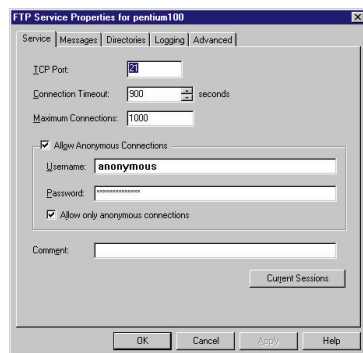 FTP Service Properties for pentium100
Service Messages Directories Logging Advanced
TCP Port: 21
Connection Timeout: 900 seconds
Maximum Connections: 1000
Allow Anonymous Connections
Username: anonymous
Password: **************
Allow only anonymous connections
Comment:
Current Sessions
OK Cancel Apply Help